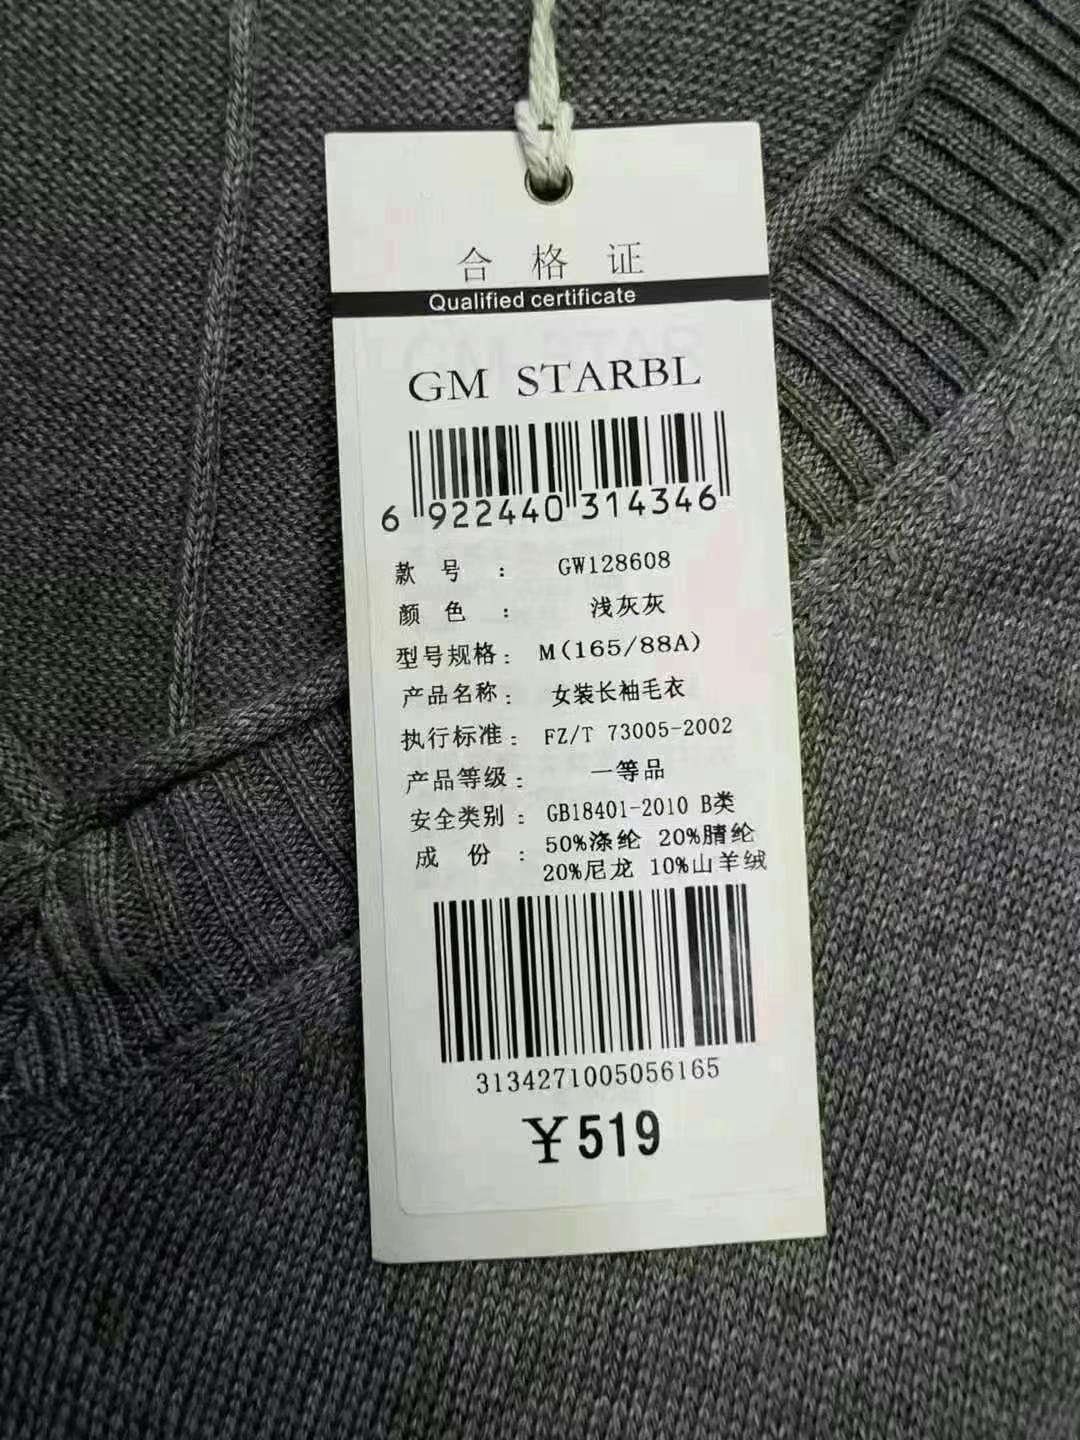 合格证
Qualified certificate
GM STARBL
6 922440 314346
款号: GW128608
颜色: 浅灰灰
型号规格: M(165/88A)
产品名称: 女装长袖毛衣
执行标准: FZ/T 73005-2002
产品等级: 一等品
安全类别: GB18401-2010 B类
成份: 50%涤纶 20%腈纶
20%尼龙 10%山羊绒
3134271005056165
¥519